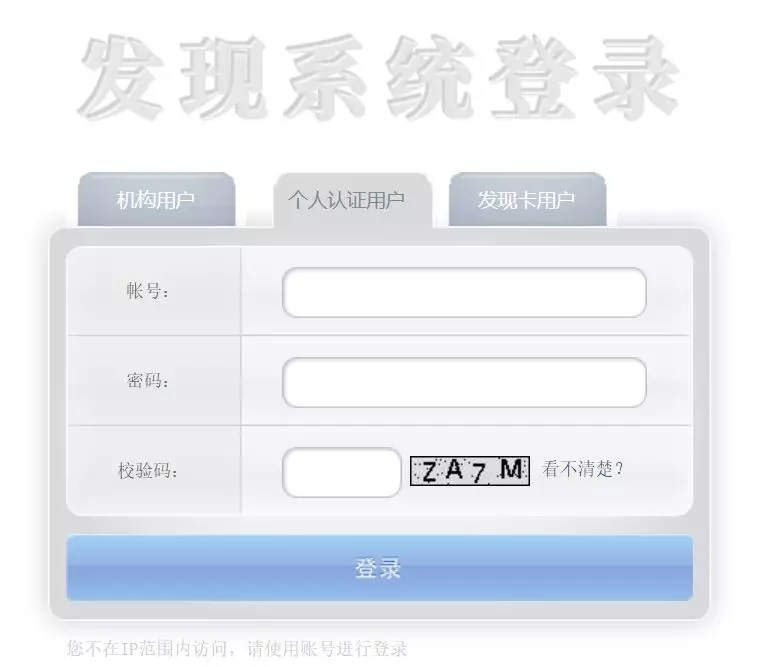 发现系统登录
机构用户 个人认证用户 发现卡用户
帐号：
密码：
校验码： ZA7M 看不清楚？
登录
您不在IP范围内访问，请使用账号进行登录